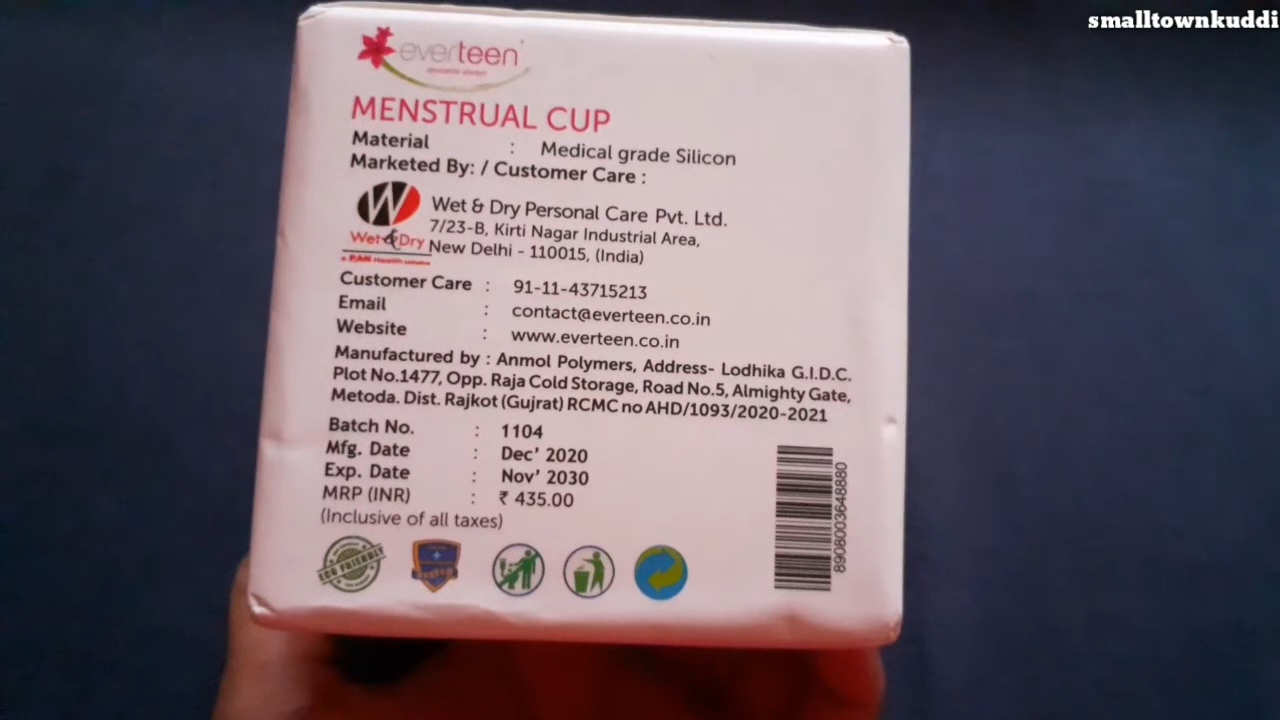 smalltownkuddi
everteen
MENSTRUAL CUP
Material : Medical grade Silicon
Marketed By: / Customer Care :
W
Wet & Dry Personal Care Pvt. Ltd.
7/23-B, Kirti Nagar Industrial Area,
Wet & Dry
New Delhi - 110015, (India)
Customer Care : 91-11-43715213
Email : contact@everteen.co.in
Website : www.everteen.co.in
Manufactured by : Anmol Polymers, Address- Lodhika G.I.D.C.
Plot No.1477, Opp. Raja Cold Storage, Road No.5, Almighty Gate,
Metoda. Dist. Rajkot (Gujrat) RCMC no AHD/1093/2020-2021
Batch No. : 1104
Mfg. Date : Dec' 2020
Exp. Date : Nov' 2030
MRP (INR) : ₹ 435.00
(Inclusive of all taxes)
ECO FRIENDLY
8908003648880